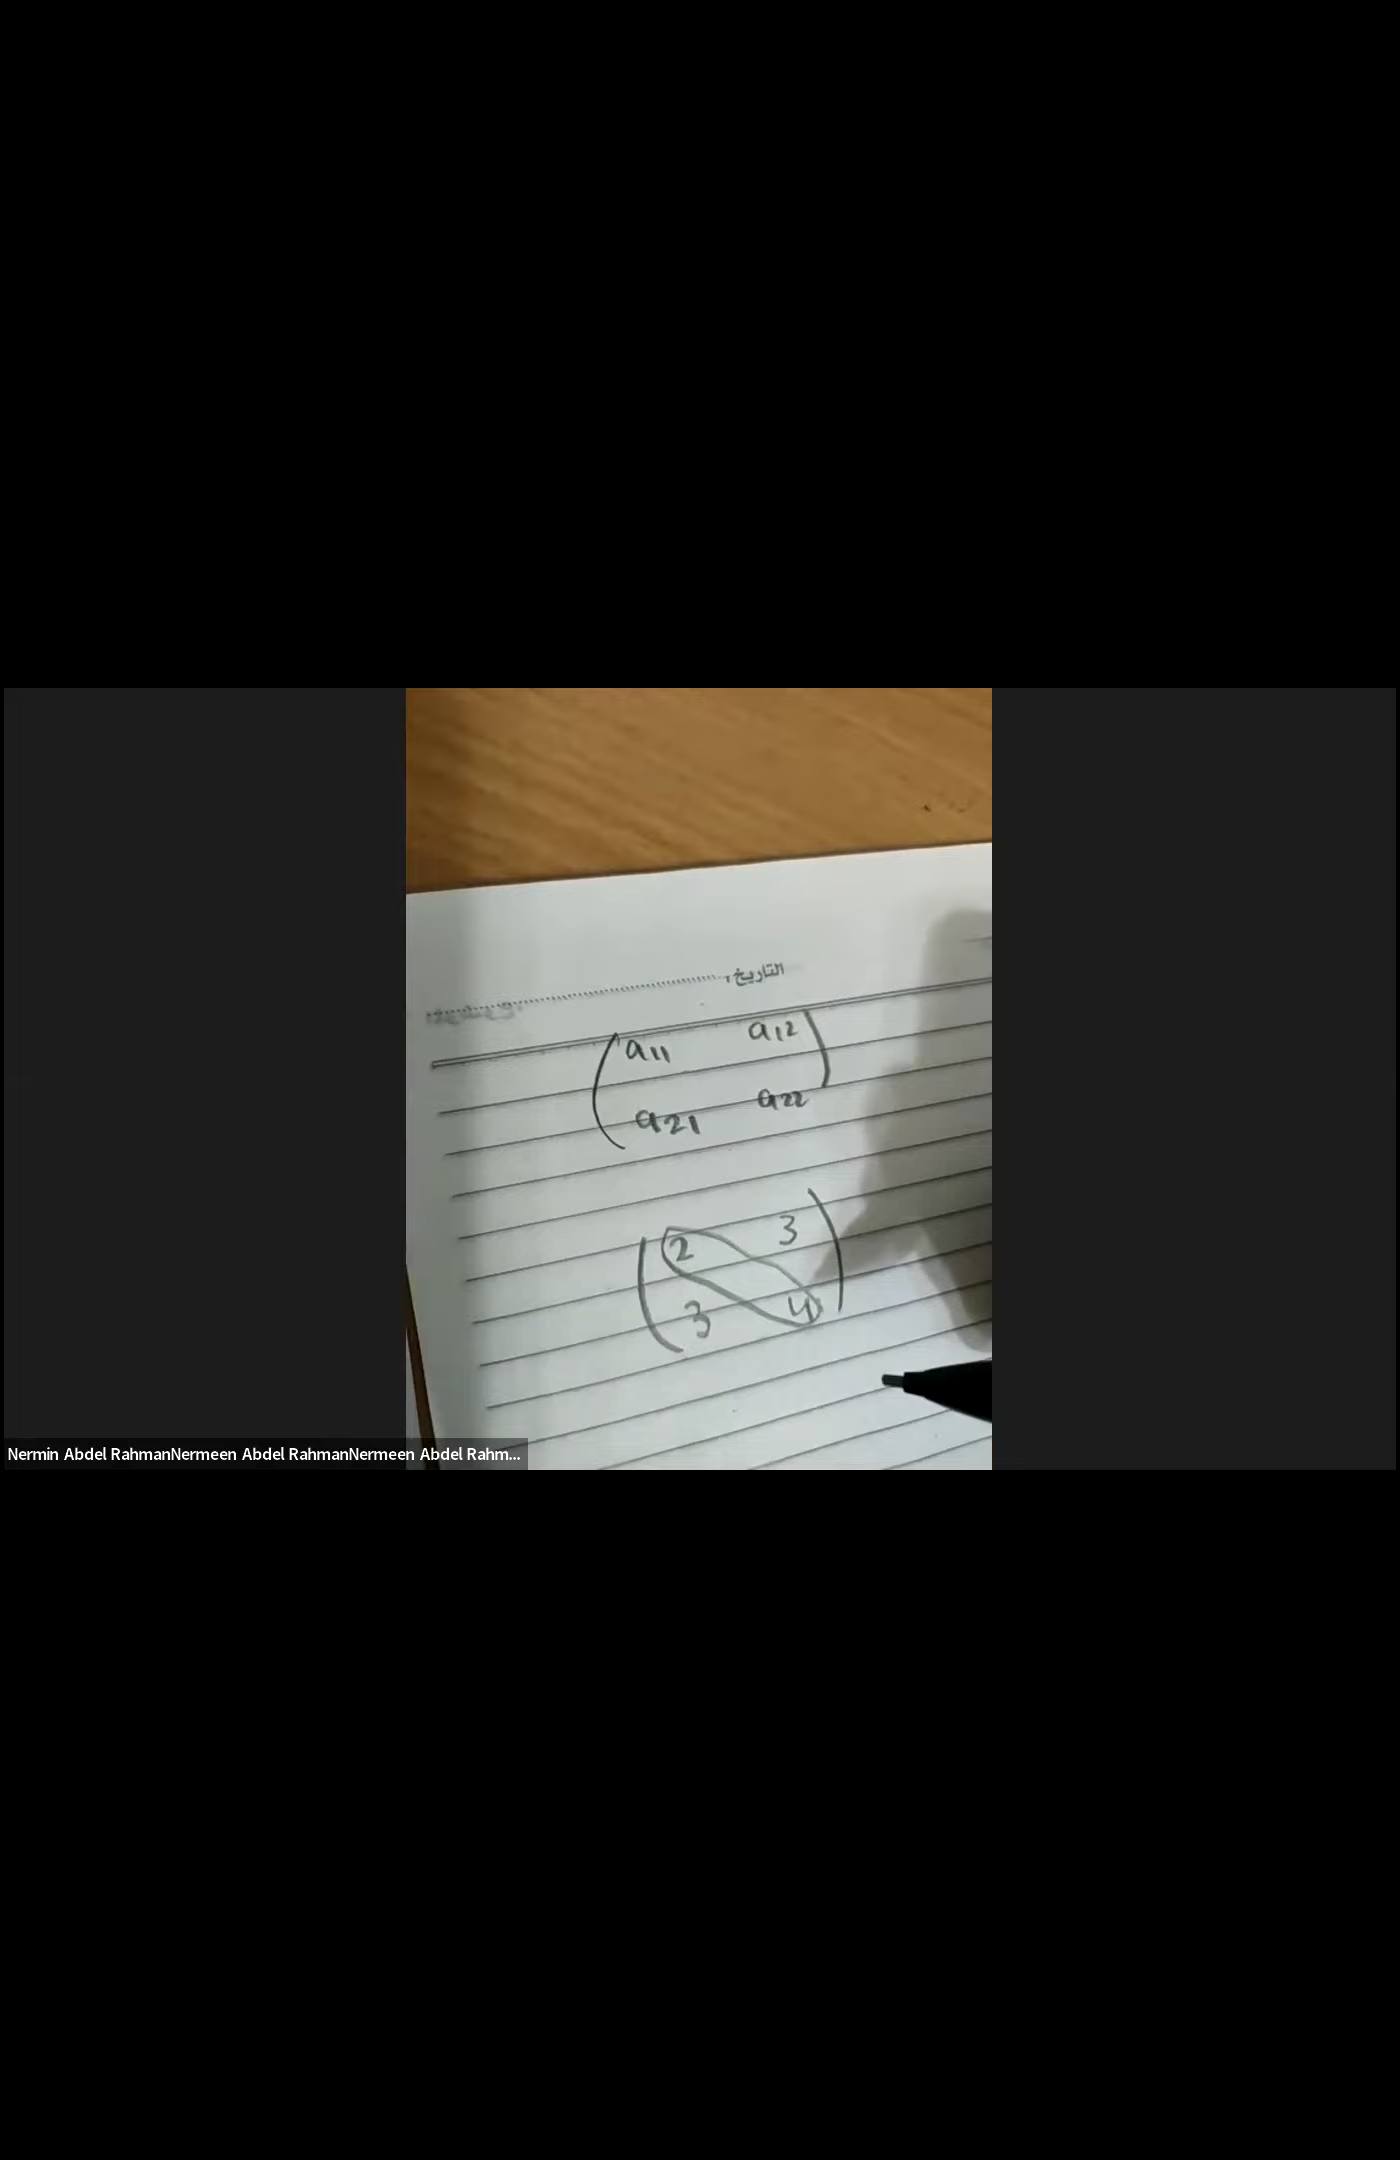 التاريخ :
a11 a12
a21 a22
2 3
3 4
Nermin Abdel RahmanNermeen Abdel RahmanNermeen Abdel Rahm...